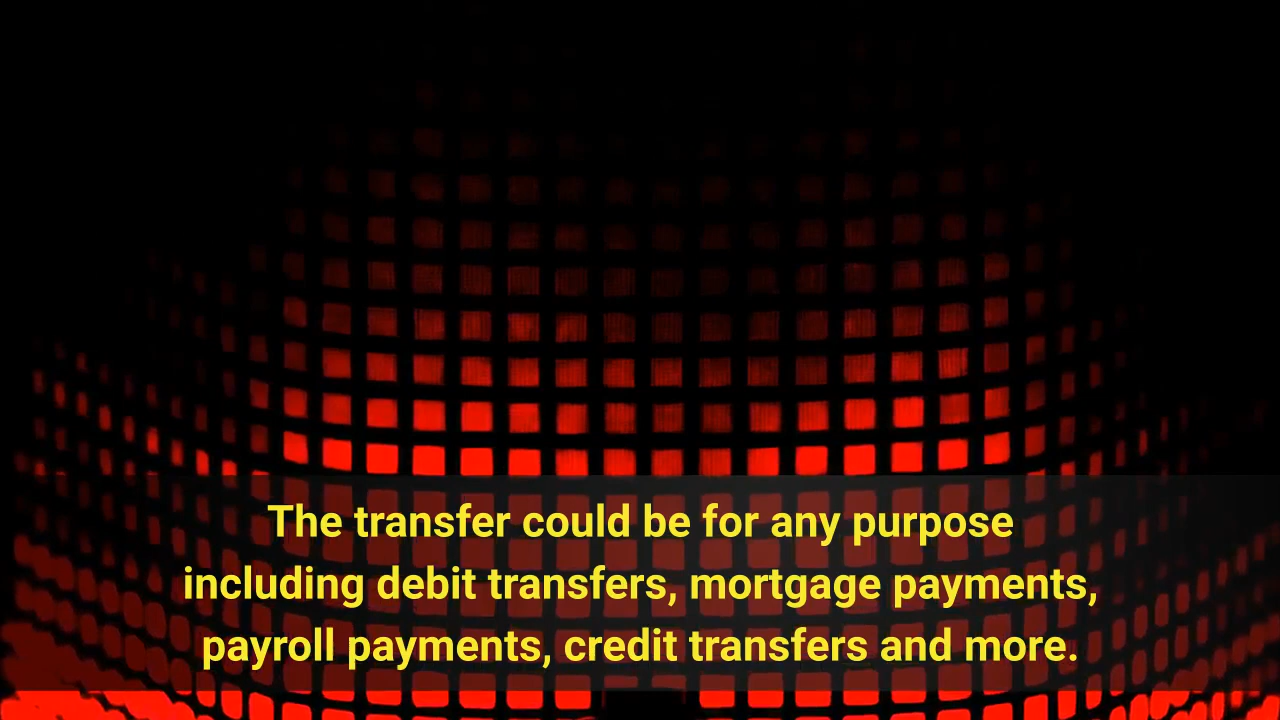 The transfer could be for any purpose
including debit transfers, mortgage payments,
payroll payments, credit transfers and more.